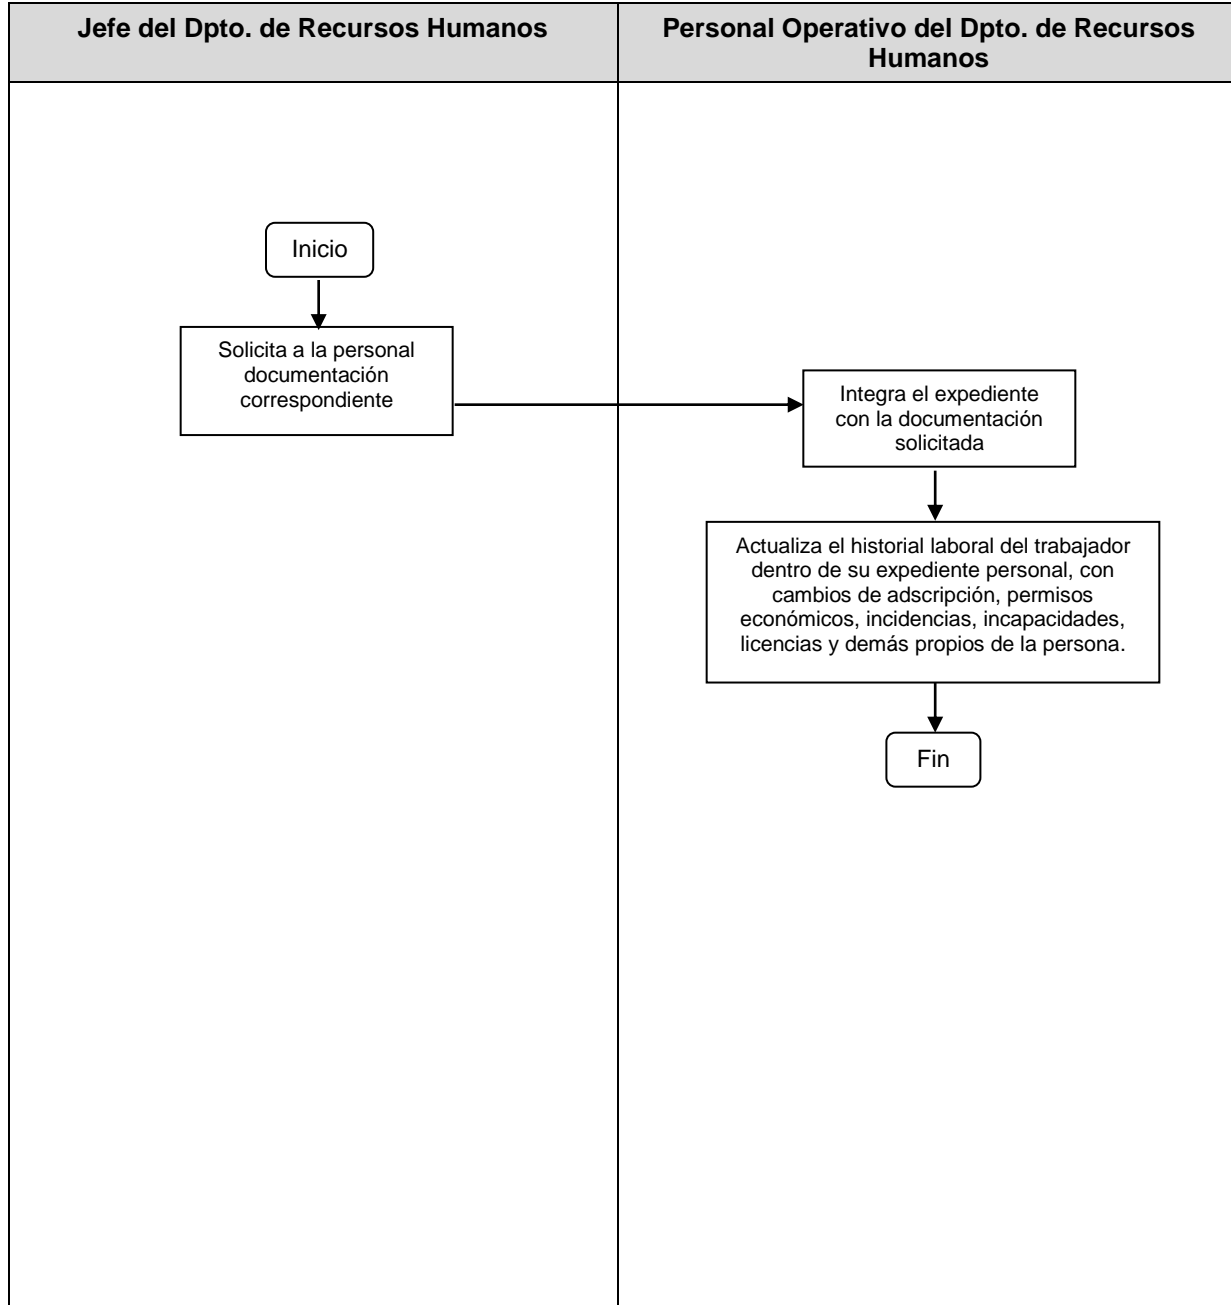 Jefe del Dpto. de Recursos Humanos
Personal Operativo del Dpto. de Recursos
Humanos
Inicio
Solicita a la personal
documentación
correspondiente
Integra el expediente
con la documentación
solicitada
Actualiza el historial laboral del trabajador
dentro de su expediente personal, con
cambios de adscripción, permisos
económicos, incidencias, incapacidades,
licencias y demás propios de la persona.
Fin